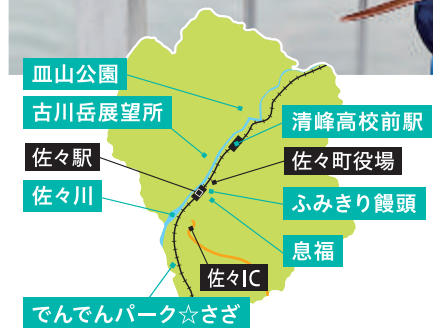 皿山公園
古川岳展望所
清峰高校前駅
佐々駅
佐々町役場
佐々川
ふみきり饅頭
息福
佐々IC
でんでんパーク☆さざ